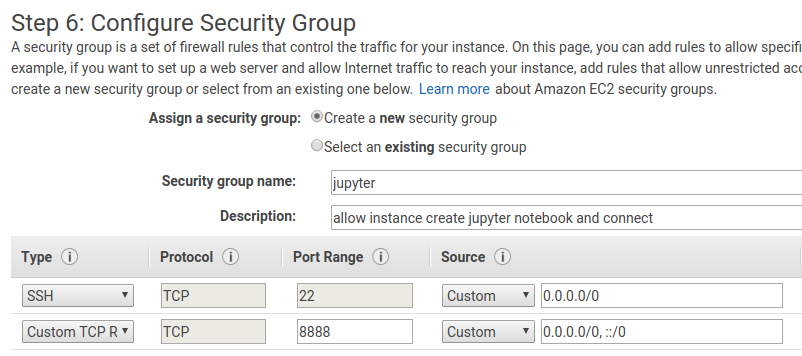 Step 6: Configure Security Group
A security group is a set of firewall rules that control the traffic for your instance. On this page, you can add rules to allow specifi
example, if you want to set up a web server and allow Internet traffic to reach your instance, add rules that allow unrestricted acc
create a new security group or select from an existing one below. Learn more about Amazon EC2 security groups.
Assign a security group: Create a new security group
Select an existing security group
Security group name: jupyter
Description: allow instance create jupyter notebook and connect
Type i Protocol i Port Range i Source i
SSH TCP 22 Custom 0.0.0.0/0
Custom TCP R TCP 8888 Custom 0.0.0.0/0, ::/0